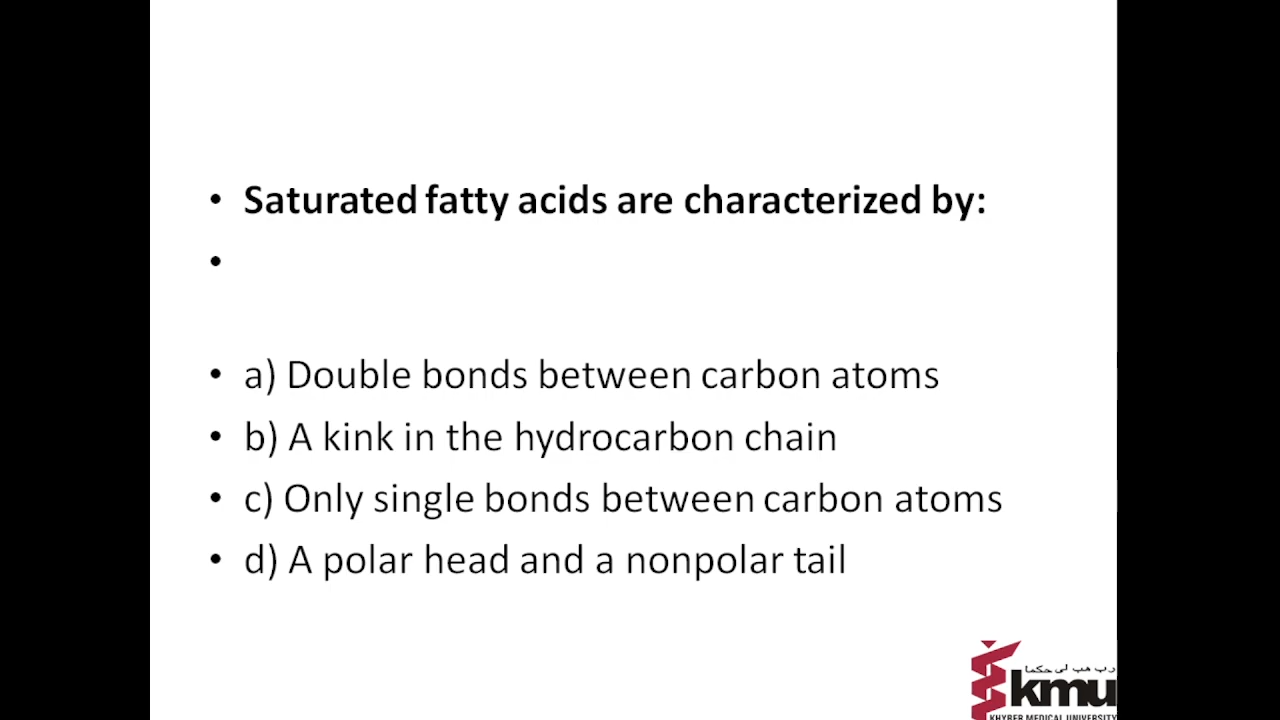 • Saturated fatty acids are characterized by:
•
• a) Double bonds between carbon atoms
• b) A kink in the hydrocarbon chain
• c) Only single bonds between carbon atoms
• d) A polar head and a nonpolar tail
kmu
KHYBER MEDICAL UNIVERSITY